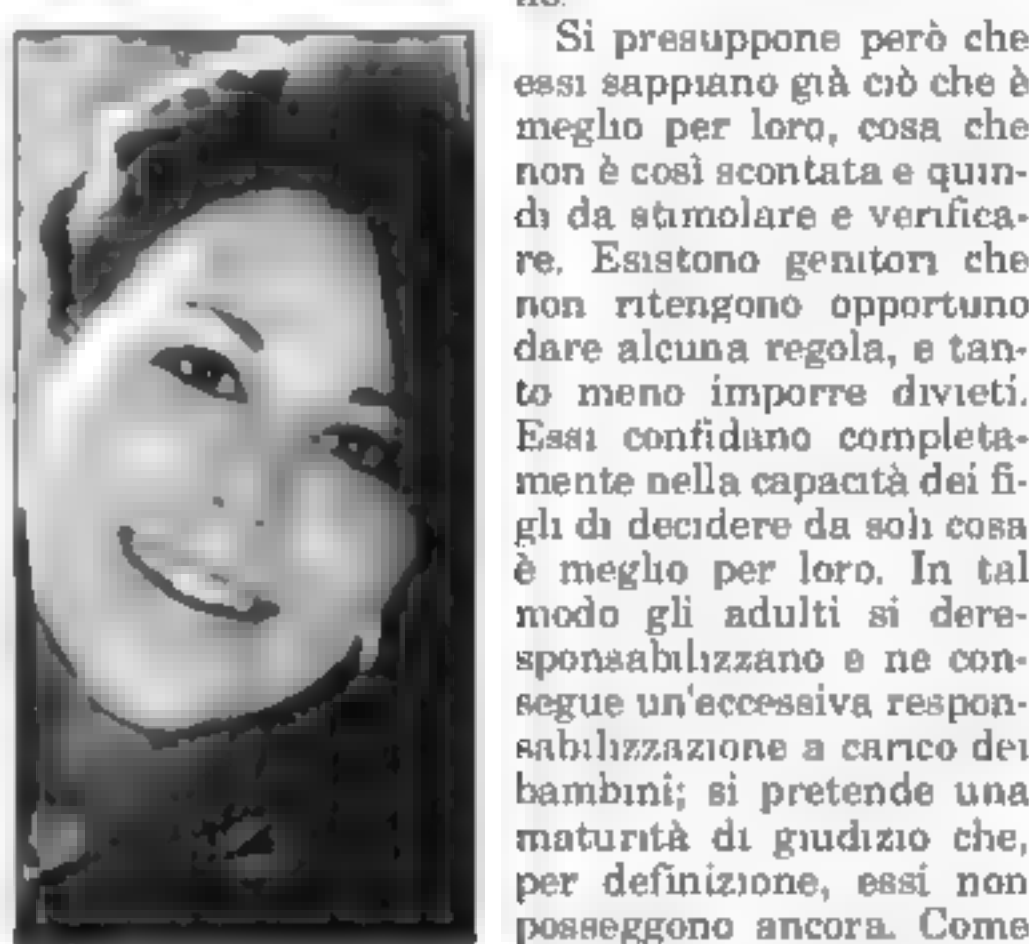 Si presuppone però che
essi sappiano già ciò che è
meglio per loro, cosa che
non è così scontata e quin-
di da stimolare e verifica-
re. Esistono genitori che
non ritengono opportuno
dare alcuna regola, e tan-
to meno imporre divieti.
Essi confidano completa-
mente nella capacità dei fi-
gli di decidere da soli cosa
è meglio per loro. In tal
modo gli adulti si dere-
sponsabilizzano e ne con-
segue un'eccessiva respon-
sabilizzazione a carico dei
bambini; si pretende una
maturità di giudizio che,
per definizione, essi non
posseggono ancora. Come